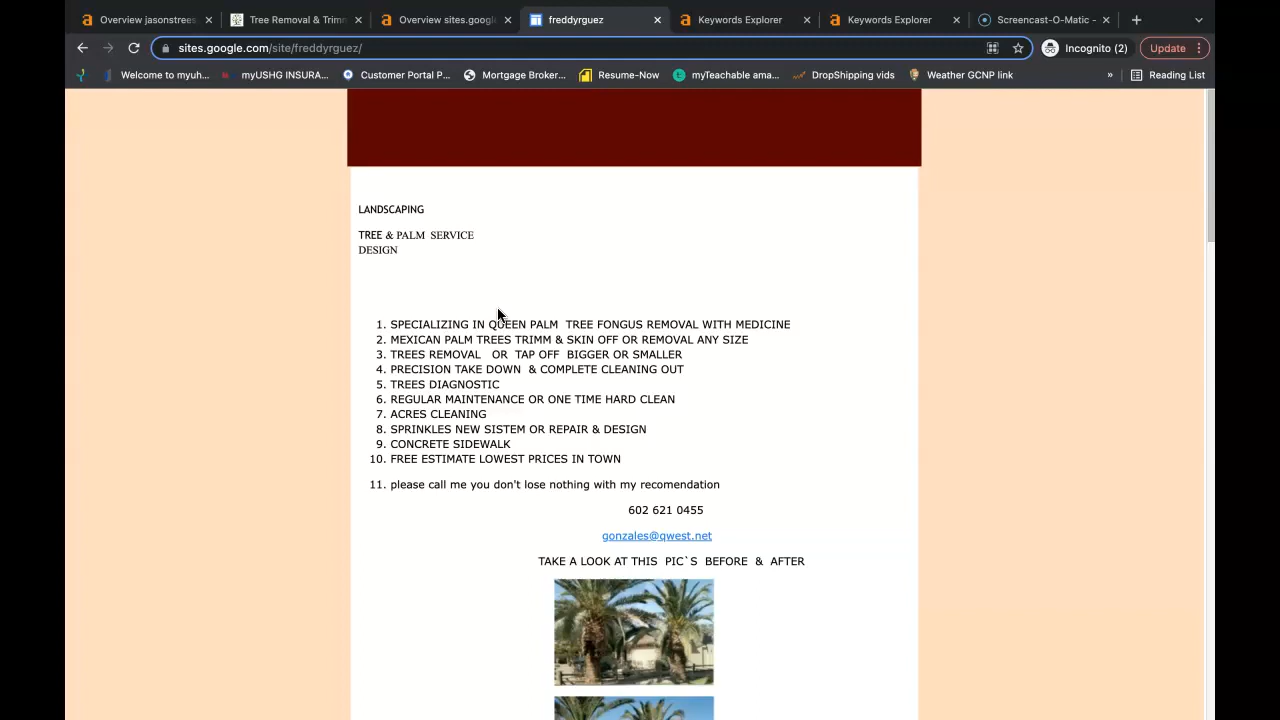 Overview jasonstrees
Tree Removal & Trimm
Overview sites.googl
freddyrguez
Keywords Explorer
Keywords Explorer
Screencast-O-Matic -
sites.google.com/site/freddyrguez/
Incognito (2)
Update
Welcome to myuh...
myUSHG INSURA...
Customer Portal P...
Mortgage Broker...
Resume-Now
myTeachable ama...
DropShipping vids
Weather GCNP link
»
Reading List
LANDSCAPING
TREE & PALM SERVICE
DESIGN
1. SPECIALIZING IN QUEEN PALM TREE FONGUS REMOVAL WITH MEDICINE
2. MEXICAN PALM TREES TRIMM & SKIN OFF OR REMOVAL ANY SIZE
3. TREES REMOVAL OR TAP OFF BIGGER OR SMALLER
4. PRECISION TAKE DOWN & COMPLETE CLEANING OUT
5. TREES DIAGNOSTIC
6. REGULAR MAINTENANCE OR ONE TIME HARD CLEAN
7. ACRES CLEANING
8. SPRINKLES NEW SISTEM OR REPAIR & DESIGN
9. CONCRETE SIDEWALK
10. FREE ESTIMATE LOWEST PRICES IN TOWN
11. please call me you don't lose nothing with my recomendation
602 621 0455
gonzales@qwest.net
TAKE A LOOK AT THIS PIC`S BEFORE & AFTER